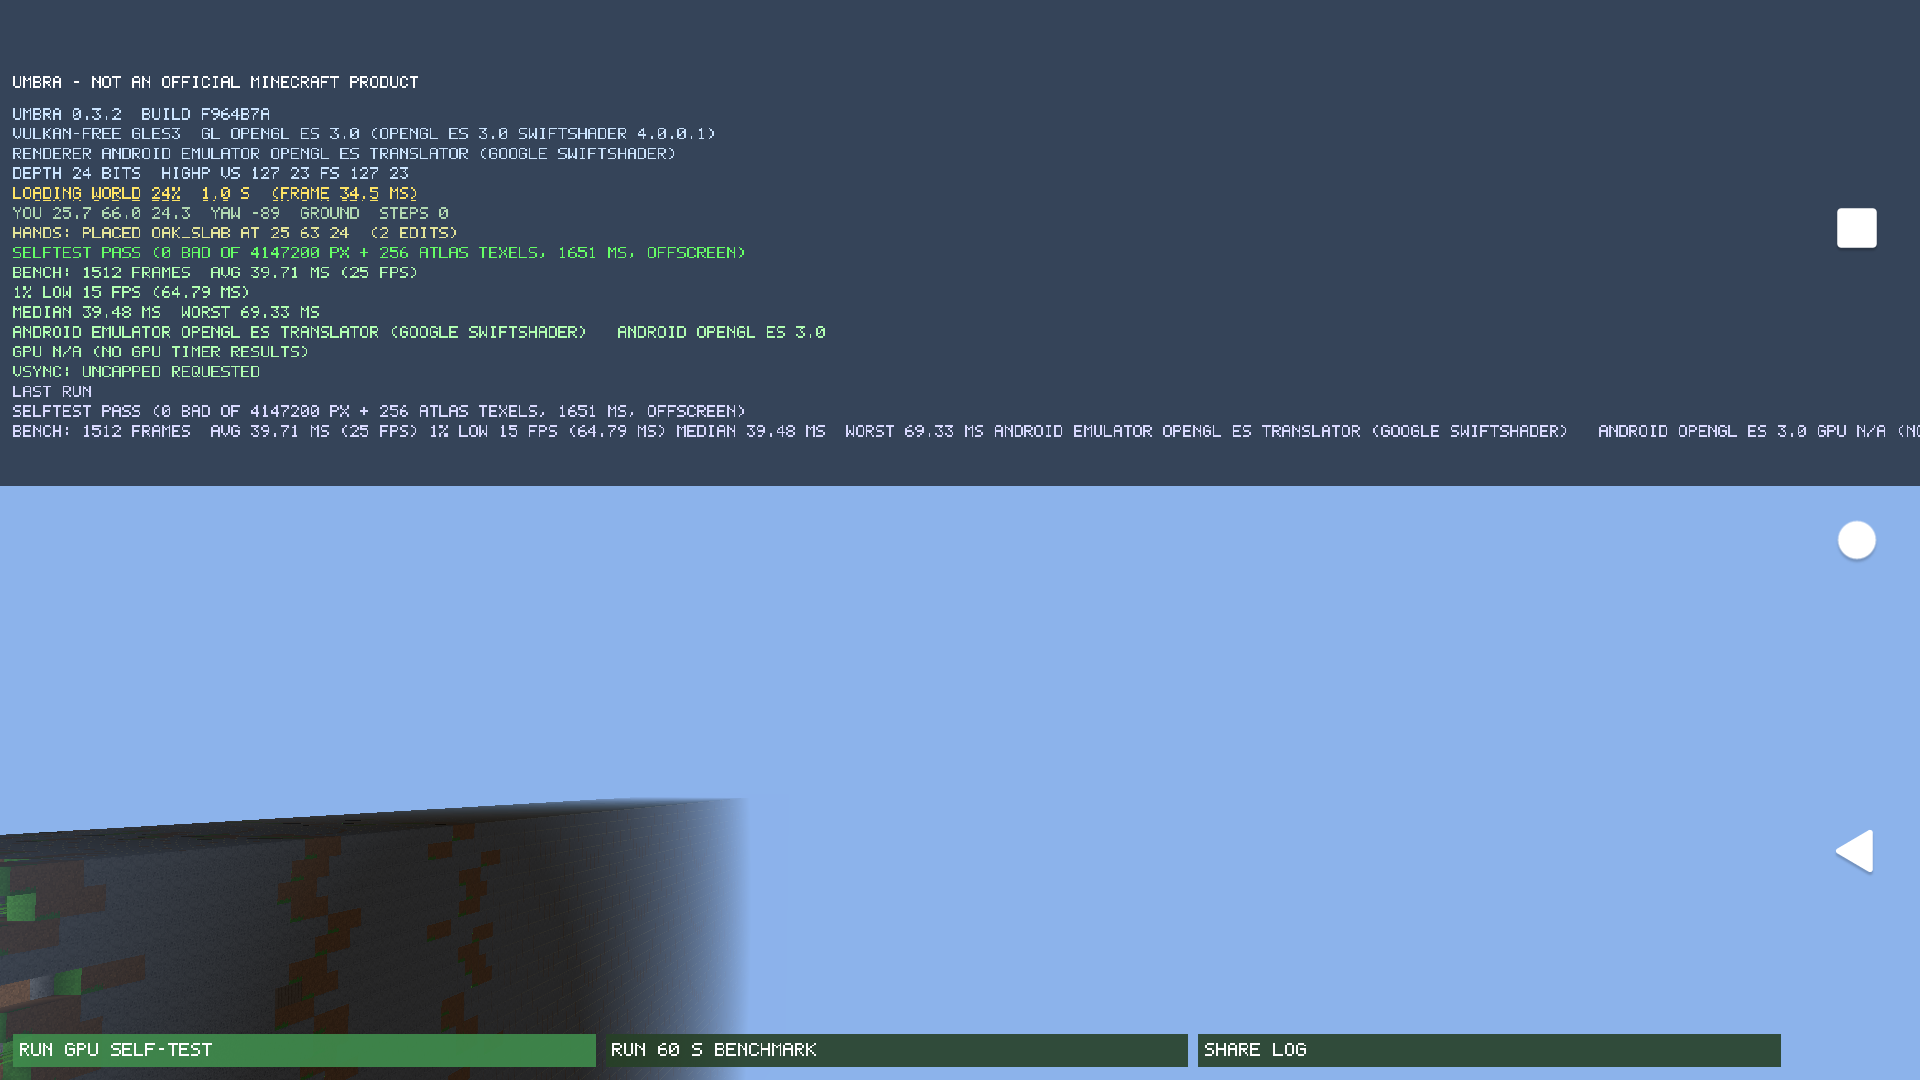 UMBRA - NOT AN OFFICIAL MINECRAFT PRODUCT
UMBRA 0.3.2  BUILD F964B7A
VULKAN-FREE GLES3  GL OPENGL ES 3.0 (OPENGL ES 3.0 SWIFTSHADER 4.0.0.1)
RENDERER ANDROID EMULATOR OPENGL ES TRANSLATOR (GOOGLE SWIFTSHADER)
DEPTH 24 BITS  HIGHP VS 127 23 FS 127 23
LOADING WORLD 24%  1.0 S  (FRAME 34.5 MS)
YOU 25.7 66.0 24.3  YAW -89  GROUND  STEPS 0
HANDS: PLACED OAK_SLAB AT 25 63 24  (2 EDITS)
SELFTEST PASS (0 BAD OF 4147200 PX + 256 ATLAS TEXELS, 1651 MS, OFFSCREEN)
BENCH: 1512 FRAMES  AVG 39.71 MS (25 FPS)
1% LOW 15 FPS (64.79 MS)
MEDIAN 39.48 MS  WORST 69.33 MS
ANDROID EMULATOR OPENGL ES TRANSLATOR (GOOGLE SWIFTSHADER)   ANDROID OPENGL ES 3.0
GPU N/A (NO GPU TIMER RESULTS)
VSYNC: UNCAPPED REQUESTED
LAST RUN
SELFTEST PASS (0 BAD OF 4147200 PX + 256 ATLAS TEXELS, 1651 MS, OFFSCREEN)
BENCH: 1512 FRAMES  AVG 39.71 MS (25 FPS) 1% LOW 15 FPS (64.79 MS) MEDIAN 39.48 MS  WORST 69.33 MS ANDROID EMULATOR OPENGL ES TRANSLATOR (GOOGLE SWIFTSHADER)   ANDROID OPENGL ES 3.0 GPU N/A (NO
RUN GPU SELF-TEST
RUN 60 S BENCHMARK
SHARE LOG